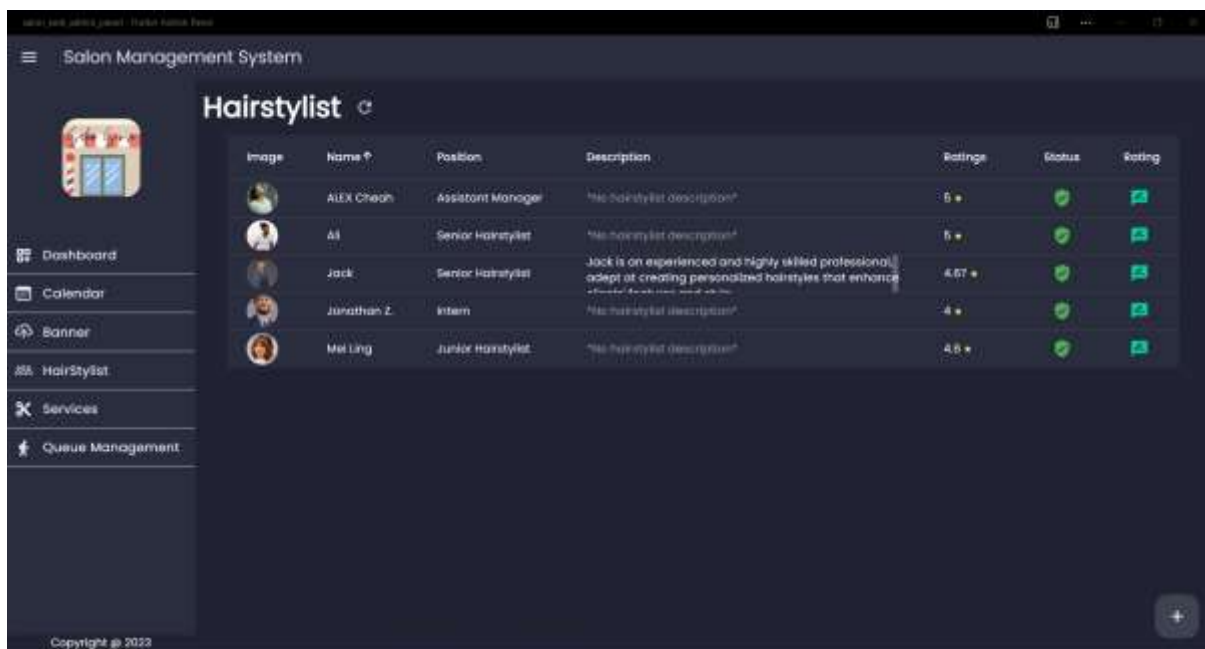 Salon Management System
Hairstylist
Image Name↑ Position Description Ratings Status Rating
ALEX Cheah Assistant Manager *No hairstylist description* 5 ★
Ali Senior Hairstylist *No hairstylist description* 5 ★
Jack Senior Hairstylist Jack is an experienced and highly skilled professional, 4.67 ★
adept at creating personalized hairstyles that enhance
Jonathan Z. Intern *No hairstylist description* 4 ★
Mei Ling Junior Hairstylist *No hairstylist description* 4.5 ★
Dashboard
Calendar
Banner
HairStylist
Services
Queue Management
+
Copyright @ 2023